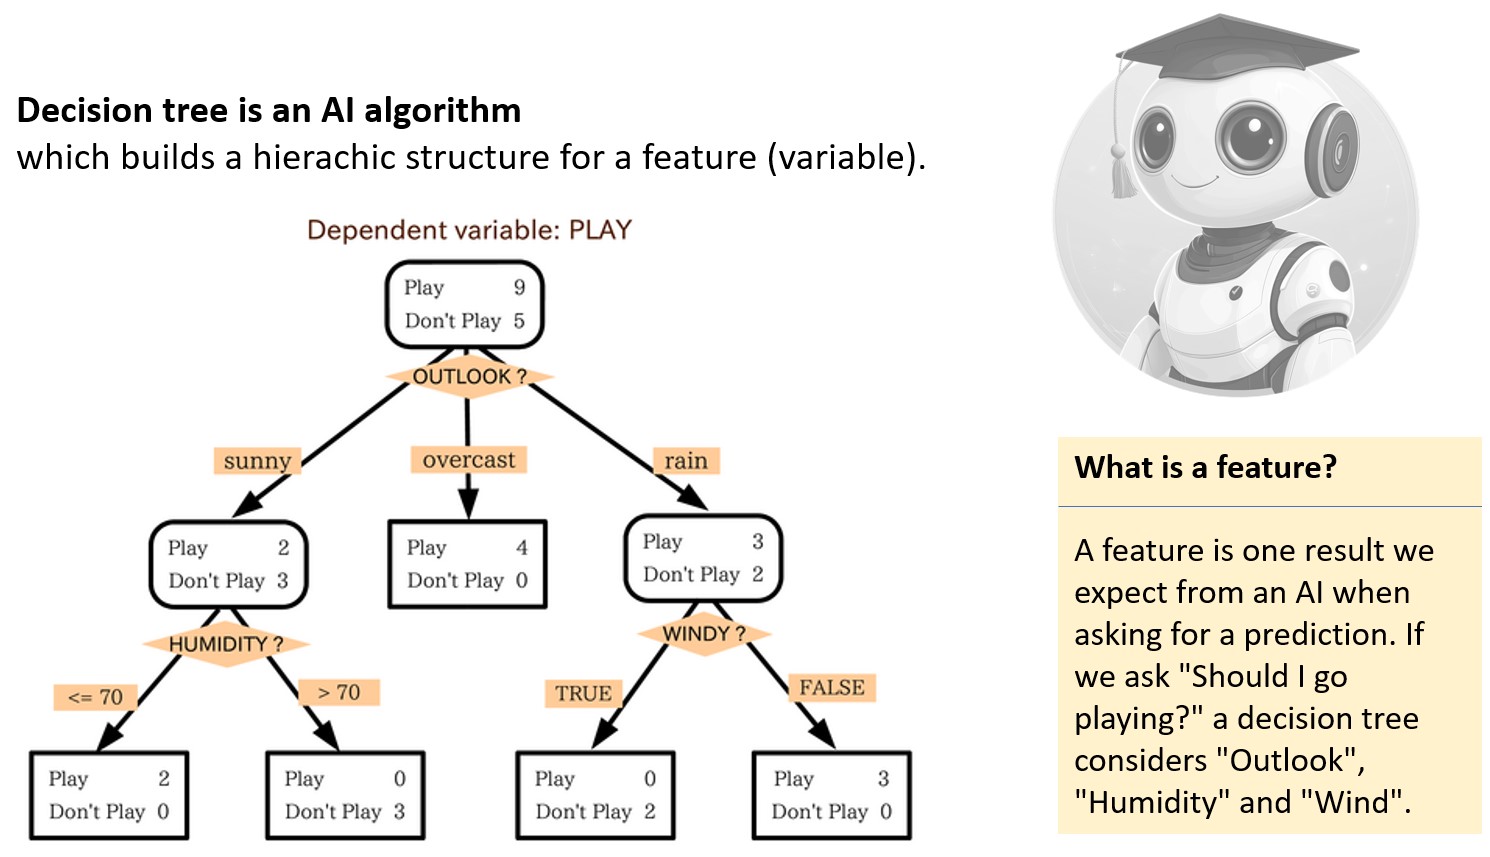 Decision tree is an AI algorithm
which builds a hierachic structure for a feature (variable).
Dependent variable: PLAY
Play 9
Don't Play 5
OUTLOOK ?
sunny
overcast
rain
Play 2
Don't Play 3
Play 4
Don't Play 0
Play 3
Don't Play 2
HUMIDITY ?
WINDY ?
<= 70
> 70
TRUE
FALSE
Play 2
Don't Play 0
Play 0
Don't Play 3
Play 0
Don't Play 2
Play 3
Don't Play 0
What is a feature?
A feature is one result we
expect from an AI when
asking for a prediction. If
we ask "Should I go
playing?" a decision tree
considers "Outlook",
"Humidity" and "Wind".